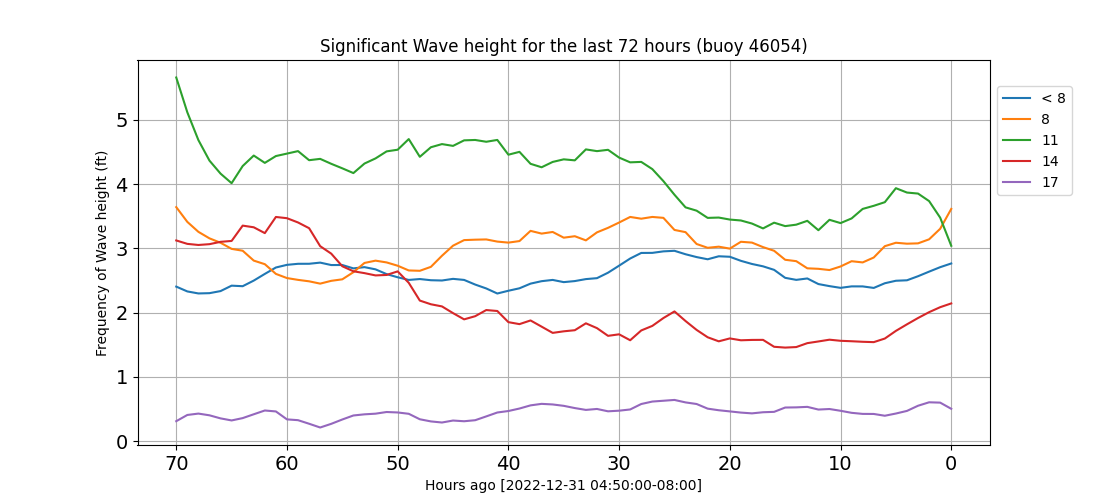 Significant Wave height for the last 72 hours (buoy 46054)
Frequency of Wave height (ft)
5
4
3
2
1
0
70 60 50 40 30 20 10 0
Hours ago [2022-12-31 04:50:00-08:00]
< 8
8
11
14
17